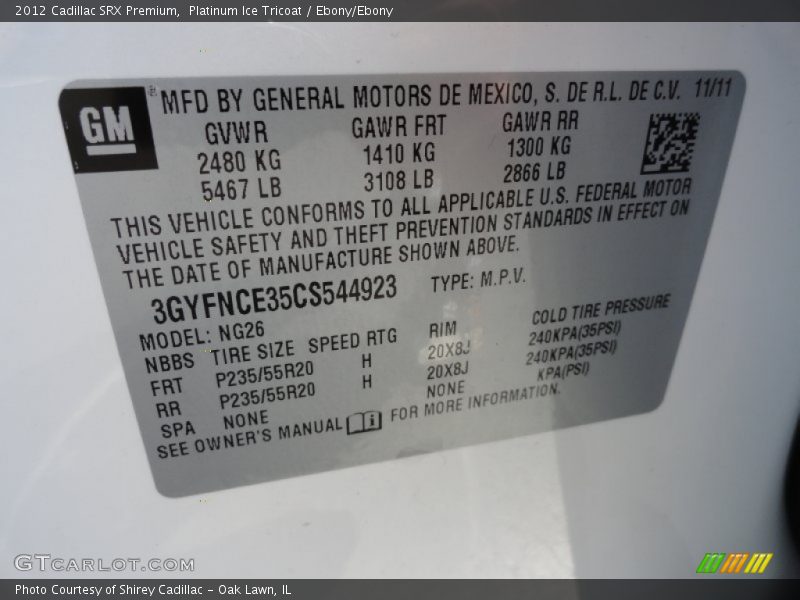 2012 Cadillac SRX Premium, Platinum Ice Tricoat / Ebony/Ebony
GM ® MFD BY GENERAL MOTORS DE MEXICO, S. DE R.L. DE C.V. 11/11
GVWR GAWR FRT GAWR RR
2480 KG 1410 KG 1300 KG
5467 LB 3108 LB 2866 LB
THIS VEHICLE CONFORMS TO ALL APPLICABLE U.S. FEDERAL MOTOR
VEHICLE SAFETY AND THEFT PREVENTION STANDARDS IN EFFECT ON
THE DATE OF MANUFACTURE SHOWN ABOVE.
3GYFNCE35CS544923 TYPE: M.P.V.
MODEL: NG26
NBBS TIRE SIZE SPEED RTG RIM COLD TIRE PRESSURE
FRT P235/55R20 H 20X8J 240KPA(35PSI)
RR P235/55R20 H 20X8J 240KPA(35PSI)
SPA NONE NONE KPA(PSI)
SEE OWNER'S MANUAL i FOR MORE INFORMATION.
GTCARLOT.COM
Photo Courtesy of Shirey Cadillac - Oak Lawn, IL